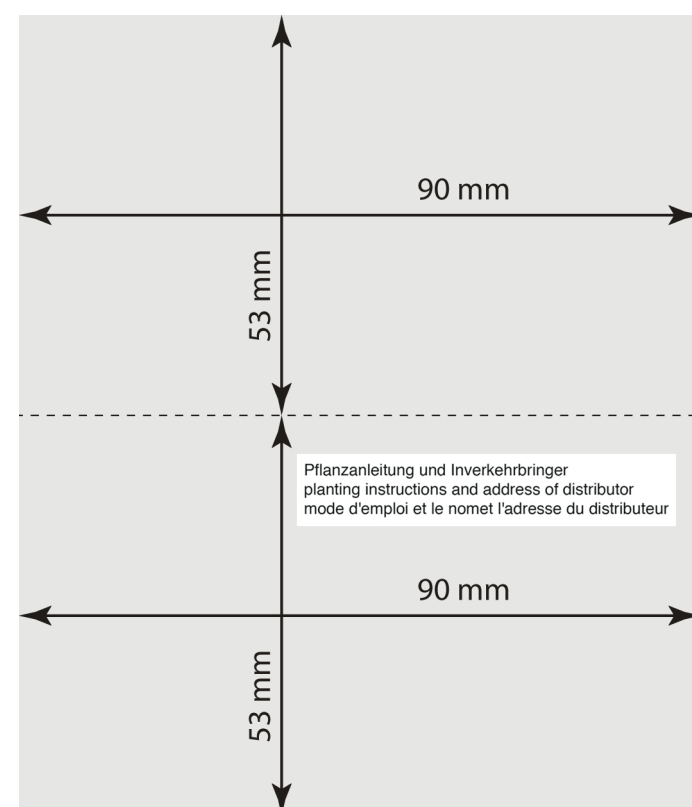 90 mm
53 mm
Pflanzanleitung und Inverkehrbringer
planting instructions and address of distributor
mode d'emploi et le nomet l'adresse du distributeur
90 mm
53 mm